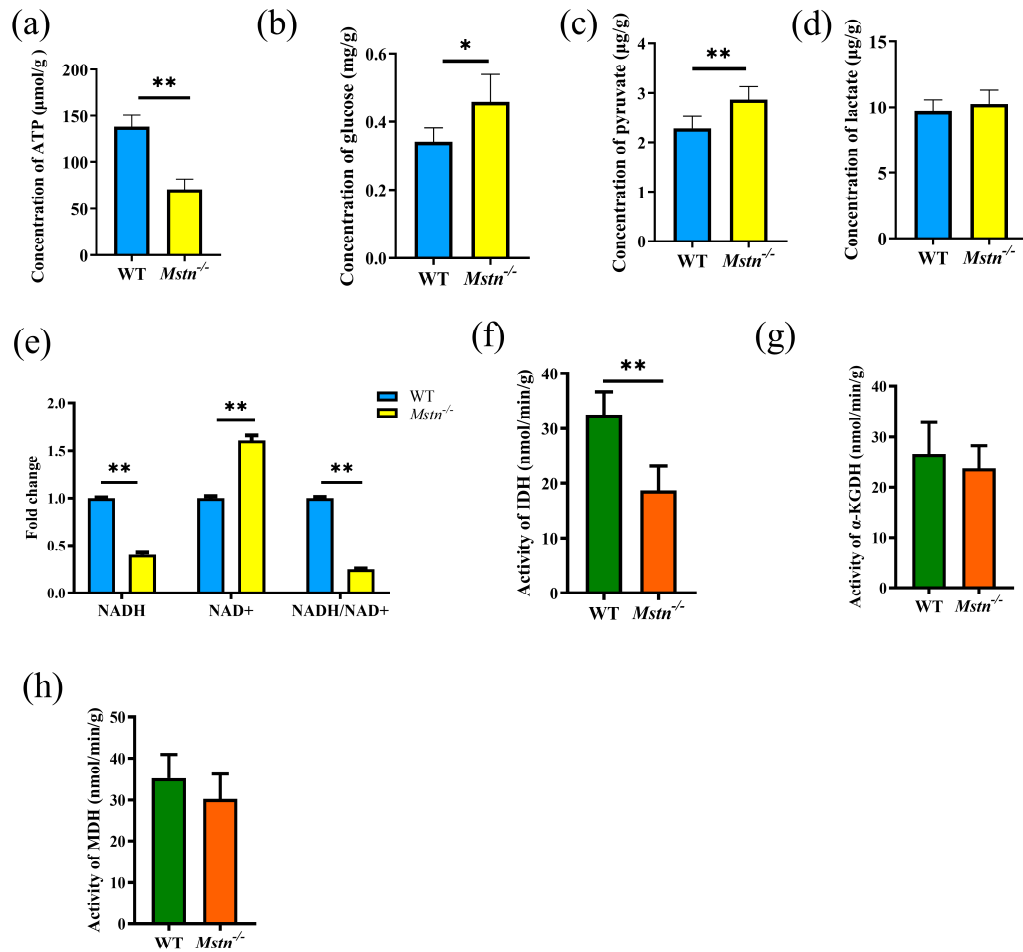 (a)
Concentration of ATP (μmol/g)
200
150
100
50
0
**
WT
Mstn-/-
(b)
Concentration of glucose (mg/g)
0.6
0.4
0.2
0.0
*
WT
Mstn-/-
(c)
Concentration of pyruvate (μg/g)
4
3
2
1
0
**
WT
Mstn-/-
(d)
Concentration of lactate (μg/g)
15
10
5
0
WT
Mstn-/-
(e)
Fold change
2.0
1.5
1.0
0.5
0.0
**
**
**
NADH
NAD+
NADH/NAD+
WT
Mstn-/-
(f)
Activity of IDH (nmol/min/g)
40
30
20
10
0
**
WT
Mstn-/-
(g)
Activity of α-KGDH (nmol/min/g)
40
30
20
10
0
WT
Mstn-/-
(h)
Activity of MDH (nmol/min/g)
50
40
30
20
10
0
WT
Mstn-/-